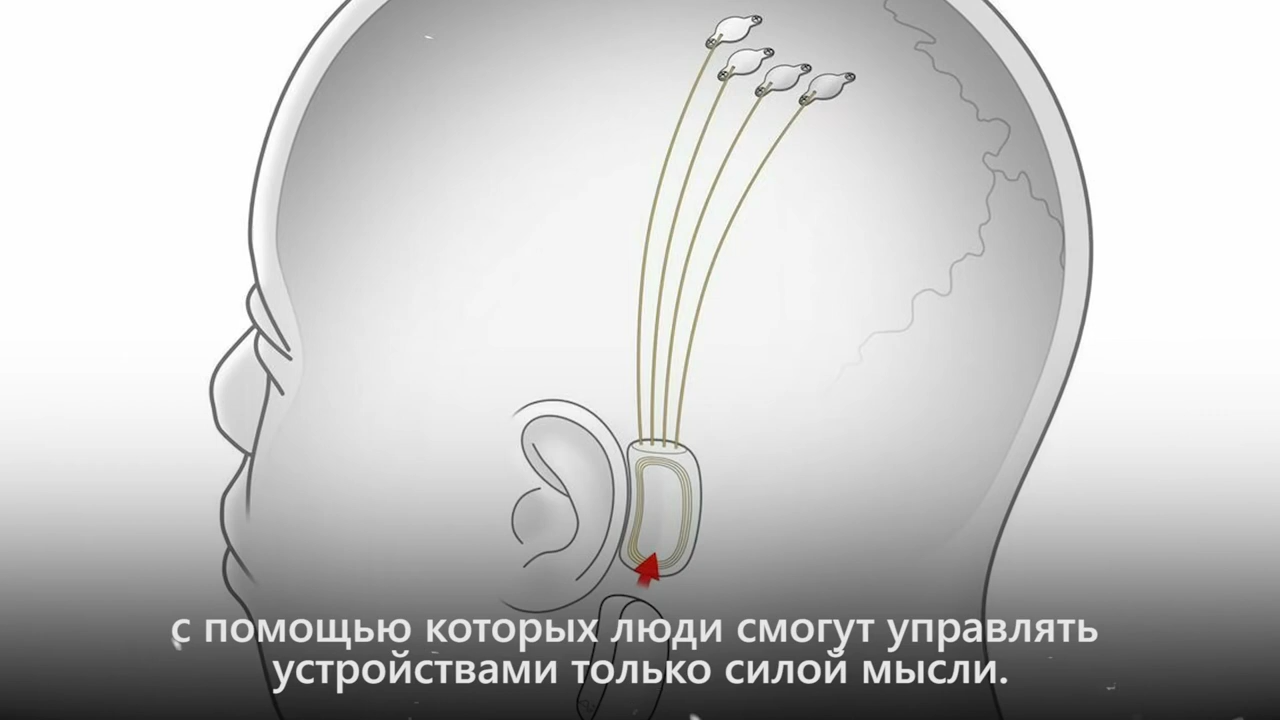 с помощью которых люди смогут управлять
устройствами только силой мысли.